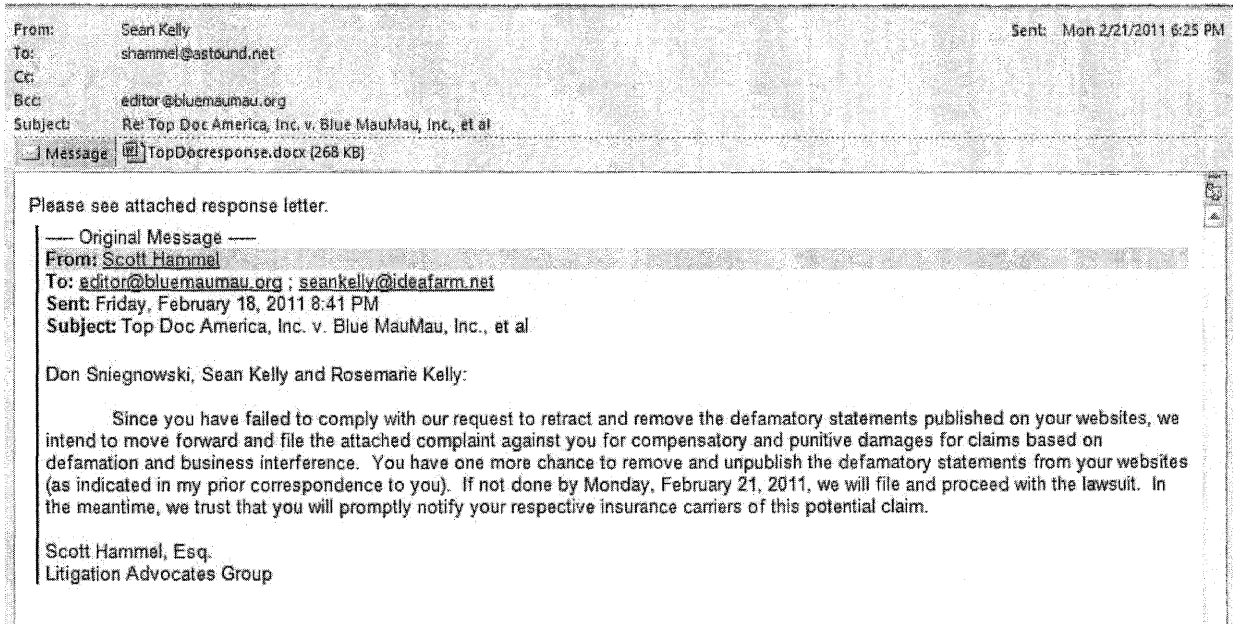 From: Sean Kelly Sent: Mon 2/21/2011 6:25 PM
To: shammel@astound.net
Cc:
Bcc: editor@bluemaumau.org
Subject: Re: Top Doc America, Inc. v. Blue MauMau, Inc., et al
Message TopDocresponse.docx (268 KB)
Please see attached response letter.
---- Original Message ----
From: Scott Hammel
To: editor@bluemaumau.org ; seankelly@ideafarm.net
Sent: Friday, February 18, 2011 8:41 PM
Subject: Top Doc America, Inc. v. Blue MauMau, Inc., et al
Don Sniegnowski, Sean Kelly and Rosemarie Kelly:
Since you have failed to comply with our request to retract and remove the defamatory statements published on your websites, we
intend to move forward and file the attached complaint against you for compensatory and punitive damages for claims based on
defamation and business interference. You have one more chance to remove and unpublish the defamatory statements from your websites
(as indicated in my prior correspondence to you). If not done by Monday, February 21, 2011, we will file and proceed with the lawsuit. In
the meantime, we trust that you will promptly notify your respective insurance carriers of this potential claim.
Scott Hammel, Esq.
Litigation Advocates Group